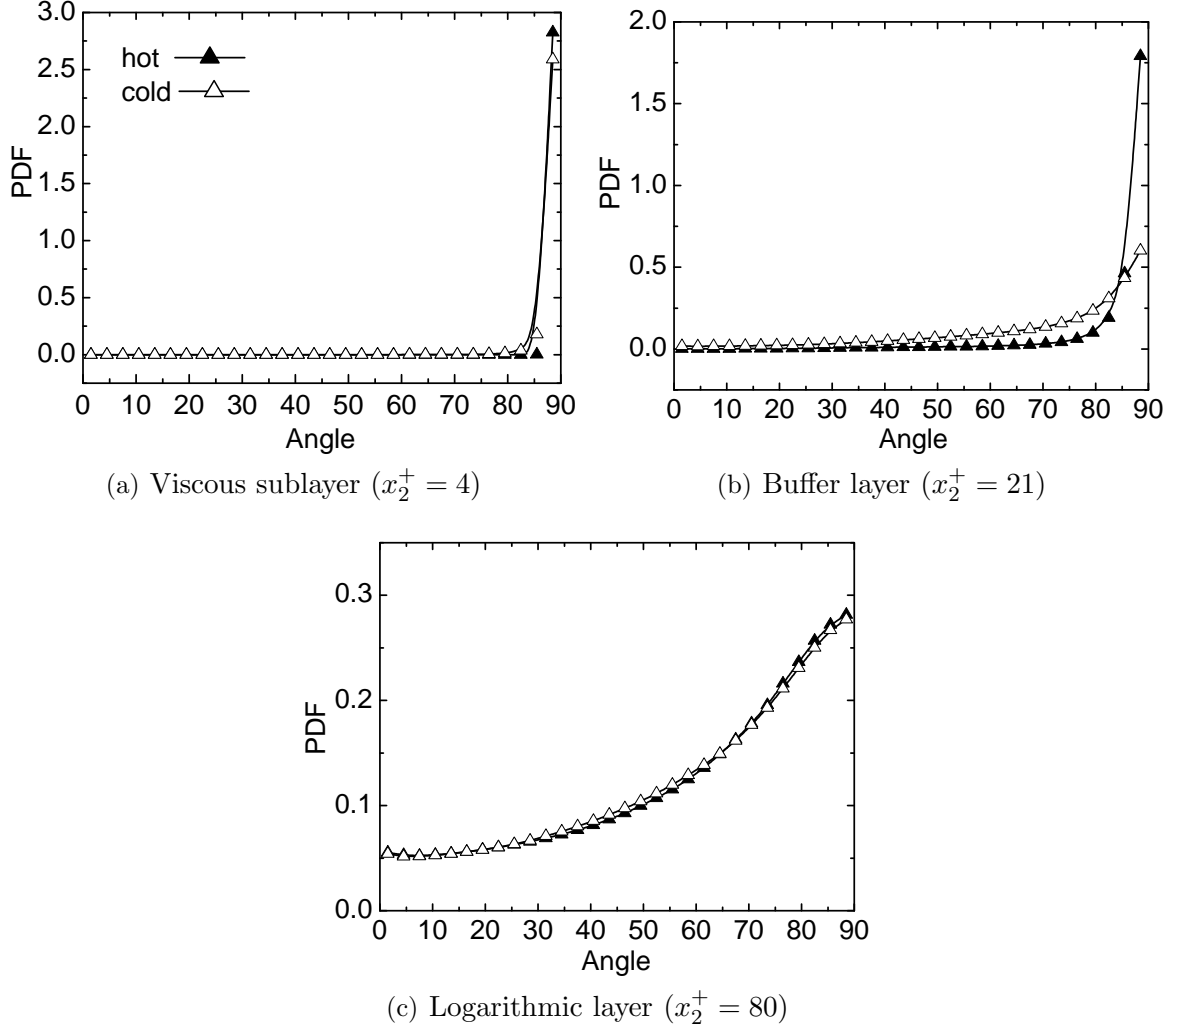 3.0
2.5
2.0
1.5
1.0
0.5
0.0
PDF
hot
cold
0 10 20 30 40 50 60 70 80 90
Angle
(a) Viscous sublayer (x₂⁺ = 4)
2.0
1.5
1.0
0.5
0.0
PDF
0 10 20 30 40 50 60 70 80 90
Angle
(b) Buffer layer (x₂⁺ = 21)
0.3
0.2
0.1
0.0
PDF
0 10 20 30 40 50 60 70 80 90
Angle
(c) Logarithmic layer (x₂⁺ = 80)